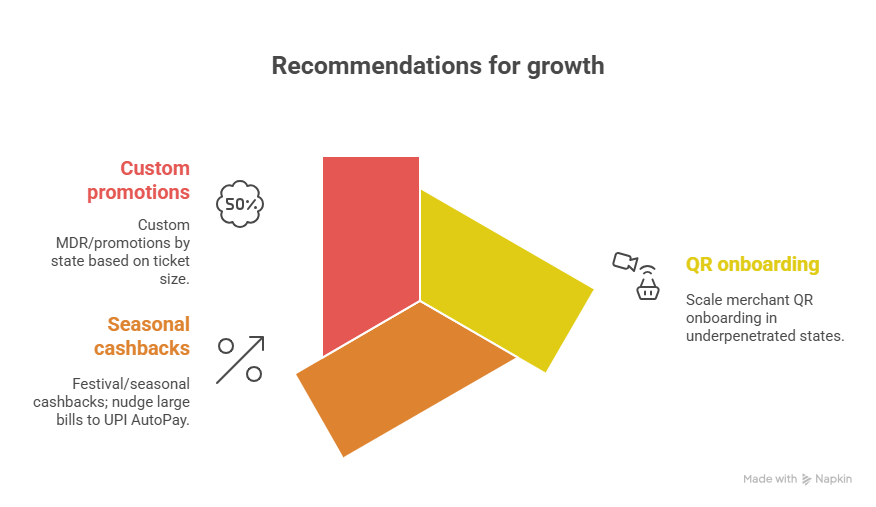 Recommendations for growth
Custom
promotions
50%
Custom
MDR/promotions by
state based on ticket
size.
Seasonal
cashbacks
Festival/seasonal
cashbacks; nudge large
bills to UPI AutoPay.
QR onboarding
Scale merchant QR
onboarding in
underpenetrated states.
Made with Napkin